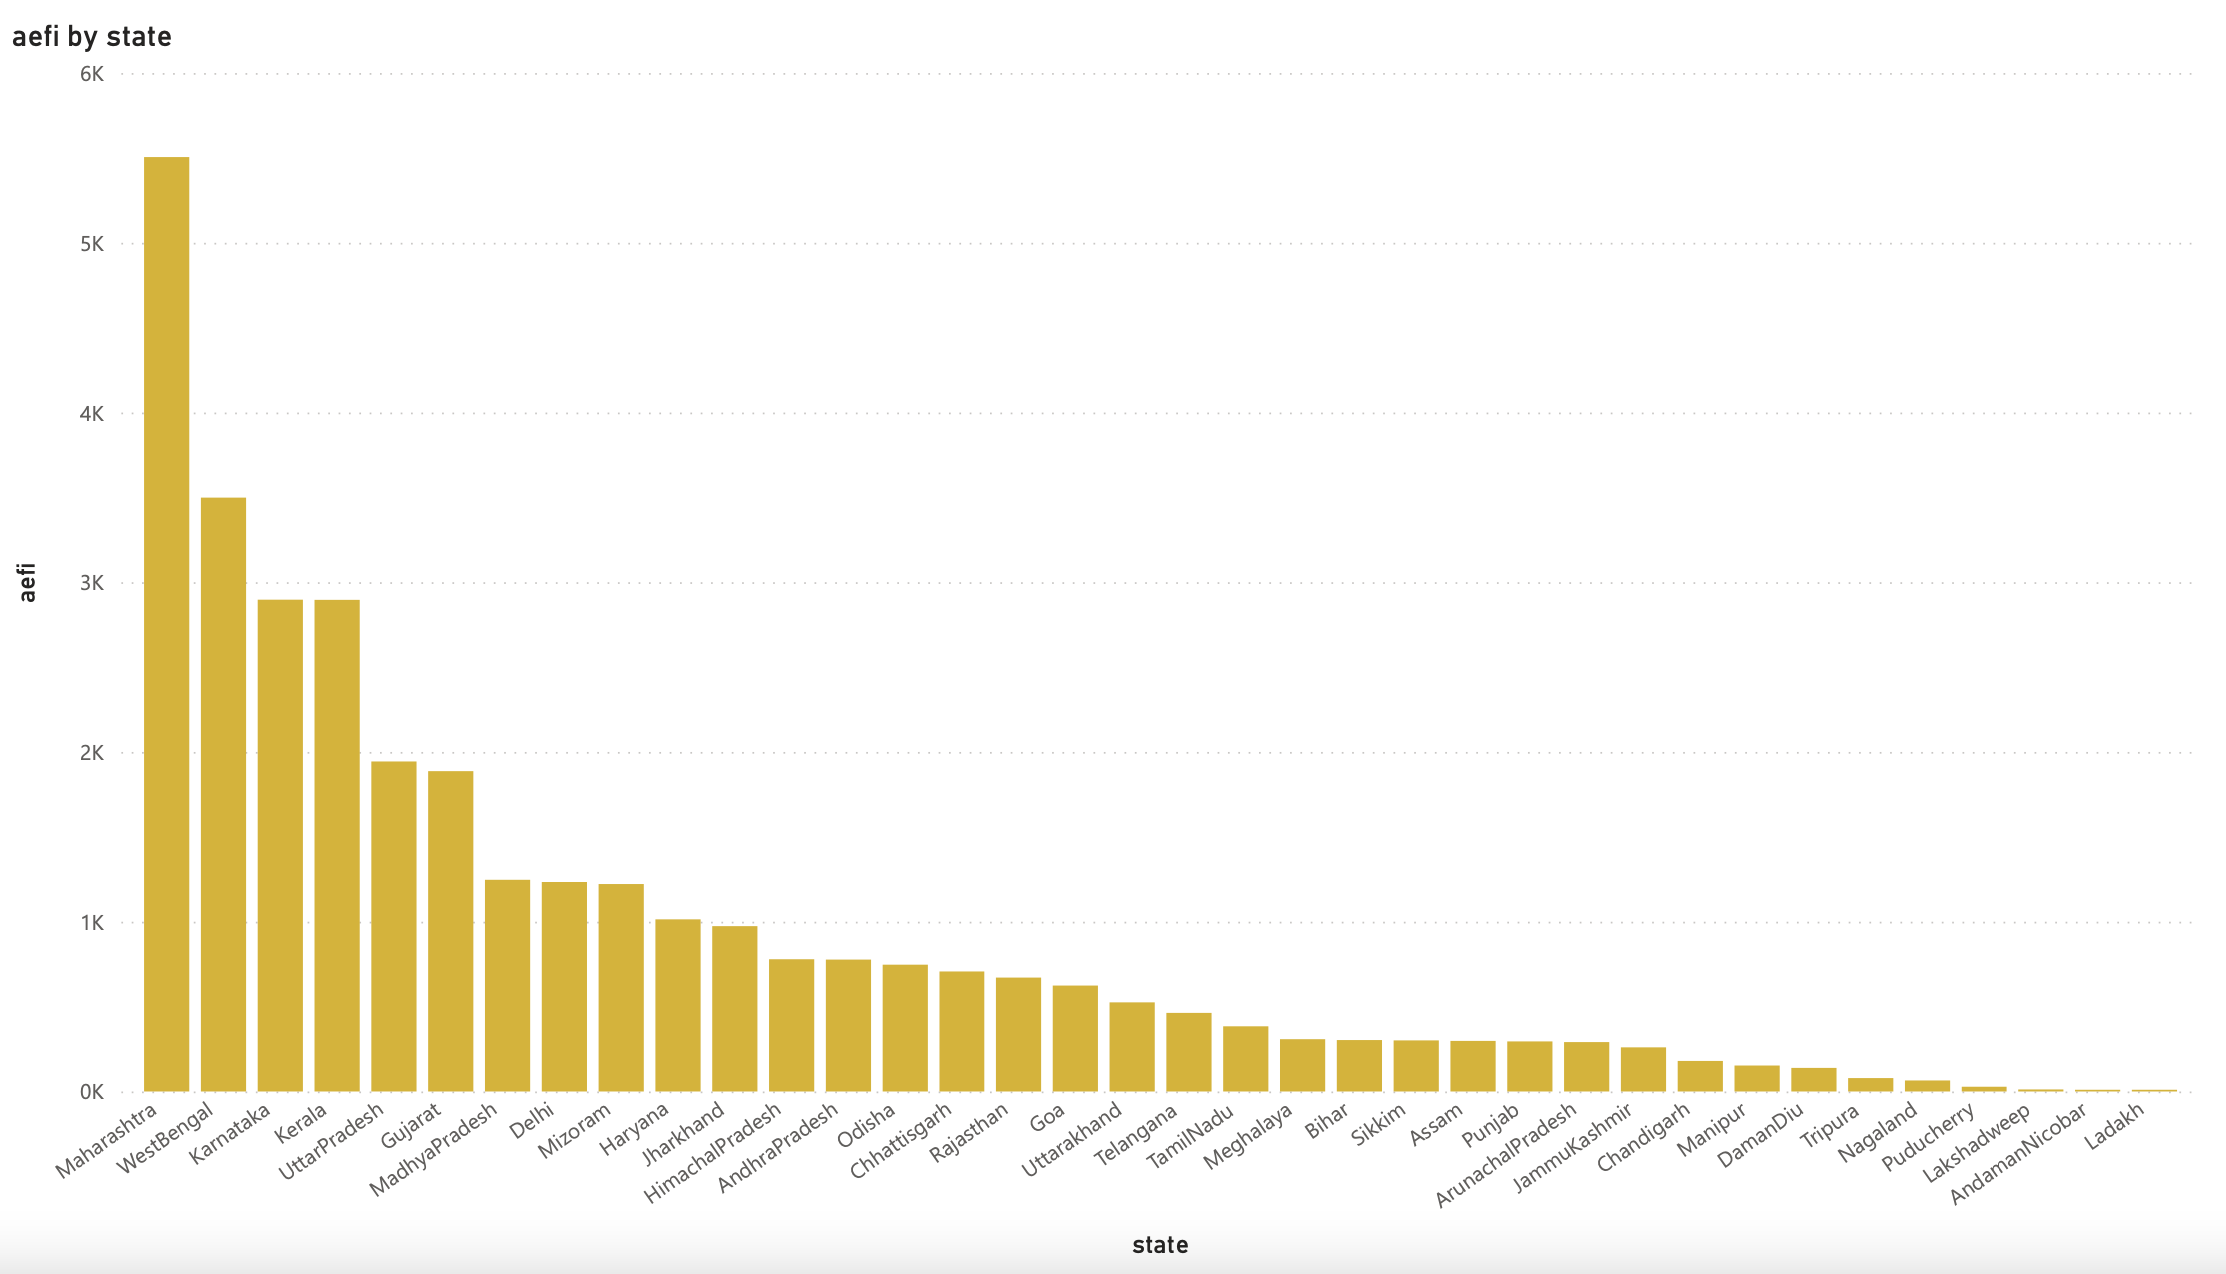 aefi by state
6K
5K
4K
3K
2K
1K
0K
aefi
Maharashtra
WestBengal
Karnataka
Kerala
UttarPradesh
Gujarat
MadhyaPradesh
Delhi
Mizoram
Haryana
Jharkhand
HimachalPradesh
AndhraPradesh
Odisha
Chhattisgarh
Rajasthan
Goa
Uttarakhand
Telangana
TamilNadu
Meghalaya
Bihar
Sikkim
Assam
Punjab
ArunachalPradesh
JammuKashmir
Chandigarh
Manipur
DamanDiu
Tripura
Nagaland
Puducherry
Lakshadweep
AndamanNicobar
Ladakh
state